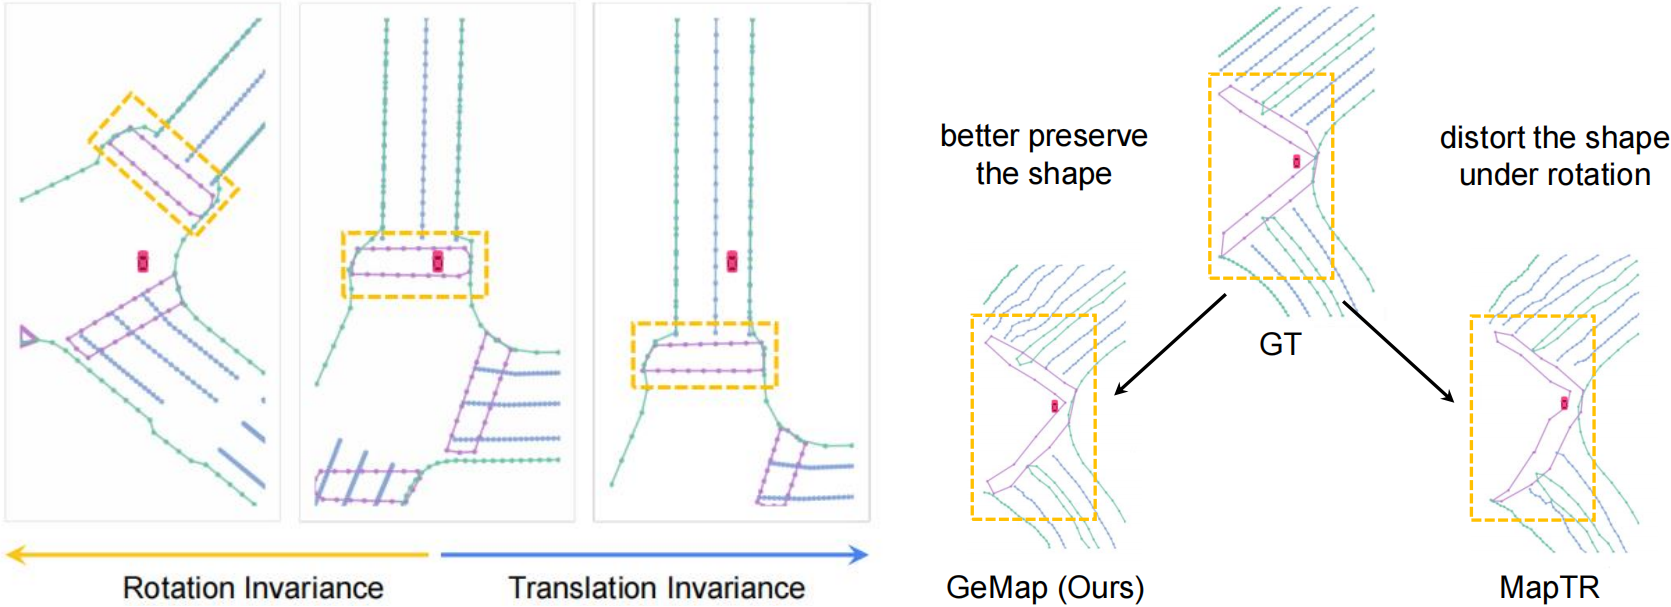 Rotation Invariance
Translation Invariance
better preserve
the shape
distort the shape
under rotation
GT
GeMap (Ours)
MapTR